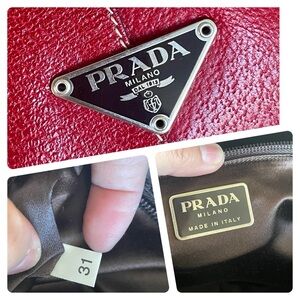 PRADA
MILANO
DAL 1913
31
PRADA
MILANO
MADE IN ITALY